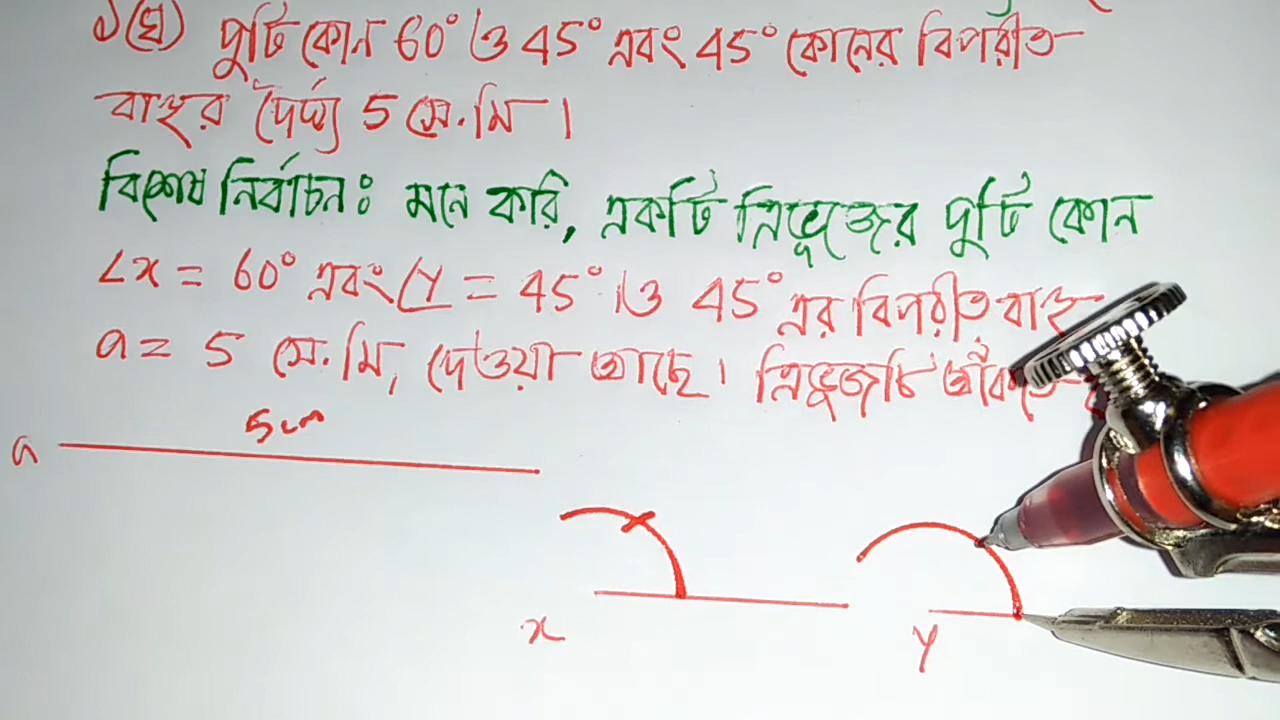 ১(ঘ) দুটি কোন 60° ও 45° এবং 45° কোনের বিপরীত
বাহুর দৈর্ঘ্য 5 সে.মি ।
বিশেষ নির্বাচনঃ মনে করি, একটি ত্রিভূজের দুটি কোন
∠x = 60° এবং ∠y = 45° । ও 45° এর বিপরীত বাহু
a = 5 সে.মি, দেওয়া আছে । ত্রিভুজটি আঁকতে
5cm
a
x
y